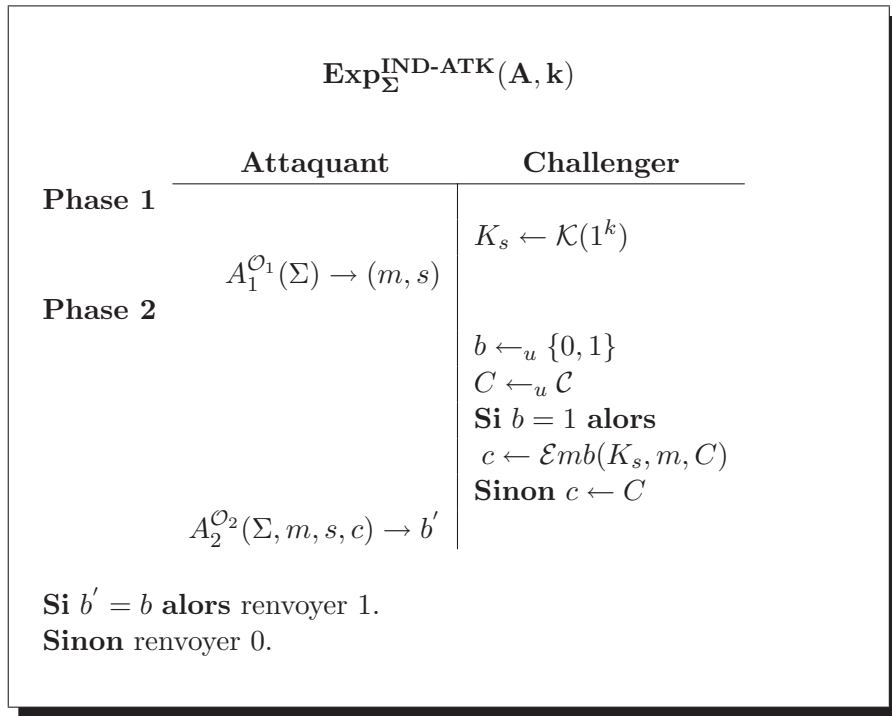 Exp_Σ^IND-ATK(A, k)
Attaquant Challenger
Phase 1
K_s ← 𝒦(1^k)
A_1^{𝒪_1}(Σ) → (m, s)
Phase 2
b ←_u {0, 1}
C ←_u 𝒞
Si b = 1 alors
c ← ℰmb(K_s, m, C)
Sinon c ← C
A_2^{𝒪_2}(Σ, m, s, c) → b′
Si b′ = b alors renvoyer 1.
Sinon renvoyer 0.